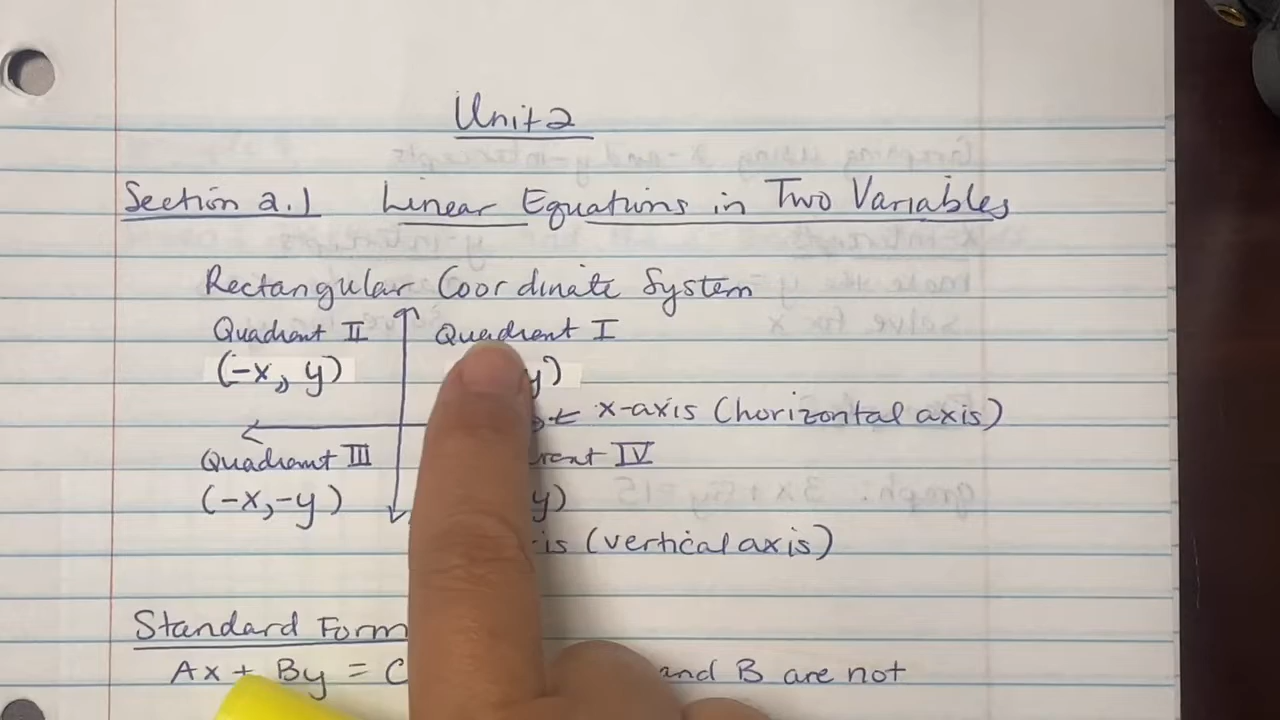 Unit 2
Section 2.1 Linear Equations in Two Variables
Rectangular Coordinate System
Quadrant II Quadrant I
(-x, y) y)
x-axis (horizontal axis)
Quadrant III IV
(-x, -y) y)
(vertical axis)
Standard Form
Ax + By = C and B are not